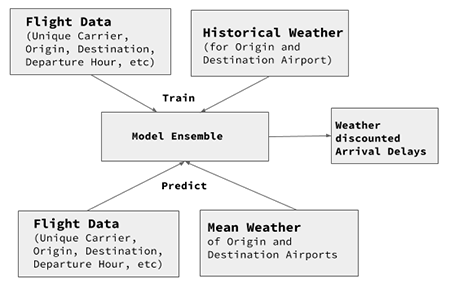 Flight Data
(Unique Carrier,
Origin, Destination,
Departure Hour, etc)
Historical Weather
(for Origin and
Destination Airport)
Train
Model Ensemble
Weather
discounted
Arrival Delays
Predict
Flight Data
(Unique Carrier,
Origin, Destination,
Departure Hour, etc)
Mean Weather
of Origin and
Destination Airports